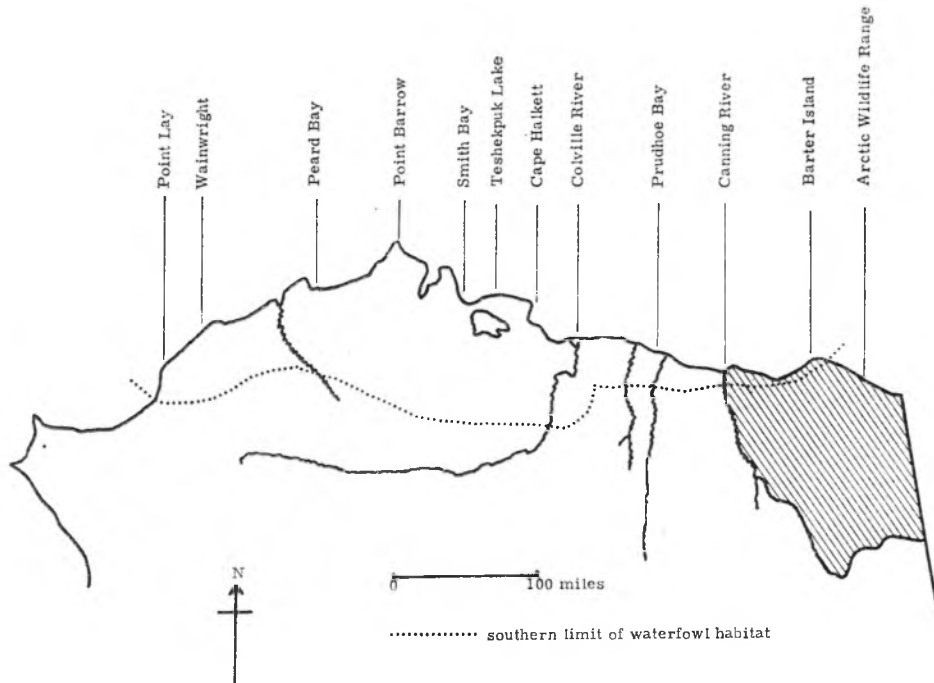 Point Lay
Wainwright
Peard Bay
Point Barrow
Smith Bay
Teshekpuk Lake
Cape Halkett
Colville River
Prudhoe Bay
Canning River
Barter Island
Arctic Wildlife Range
N
0 100 miles
southern limit of waterfowl habitat